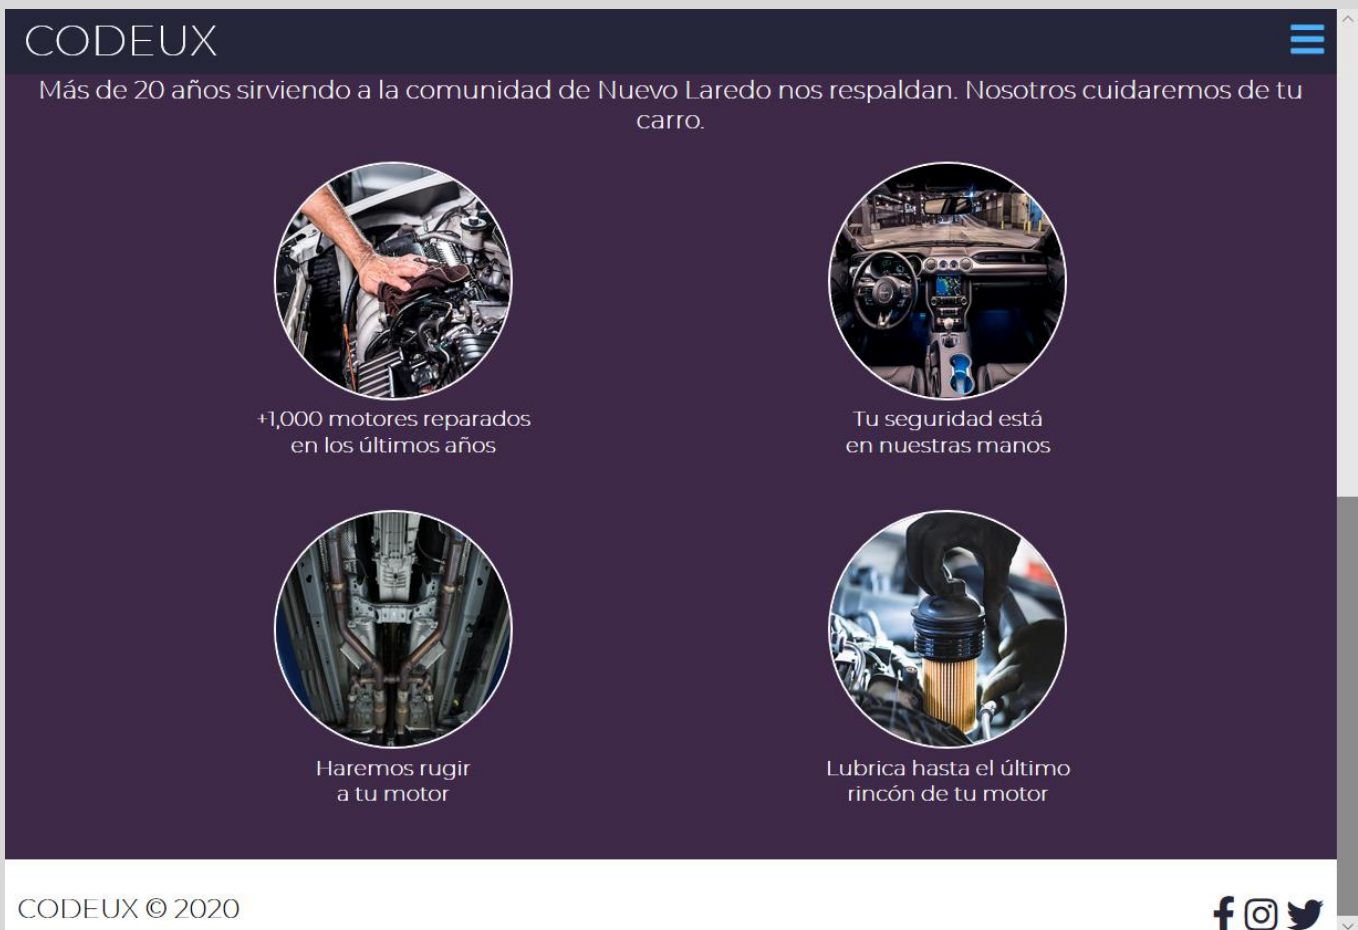 CODEUX
Más de 20 años sirviendo a la comunidad de Nuevo Laredo nos respaldan. Nosotros cuidaremos de tu
carro.
+1,000 motores reparados
en los últimos años
Tu seguridad está
en nuestras manos
Haremos rugir
a tu motor
Lubrica hasta el último
rincón de tu motor
CODEUX © 2020